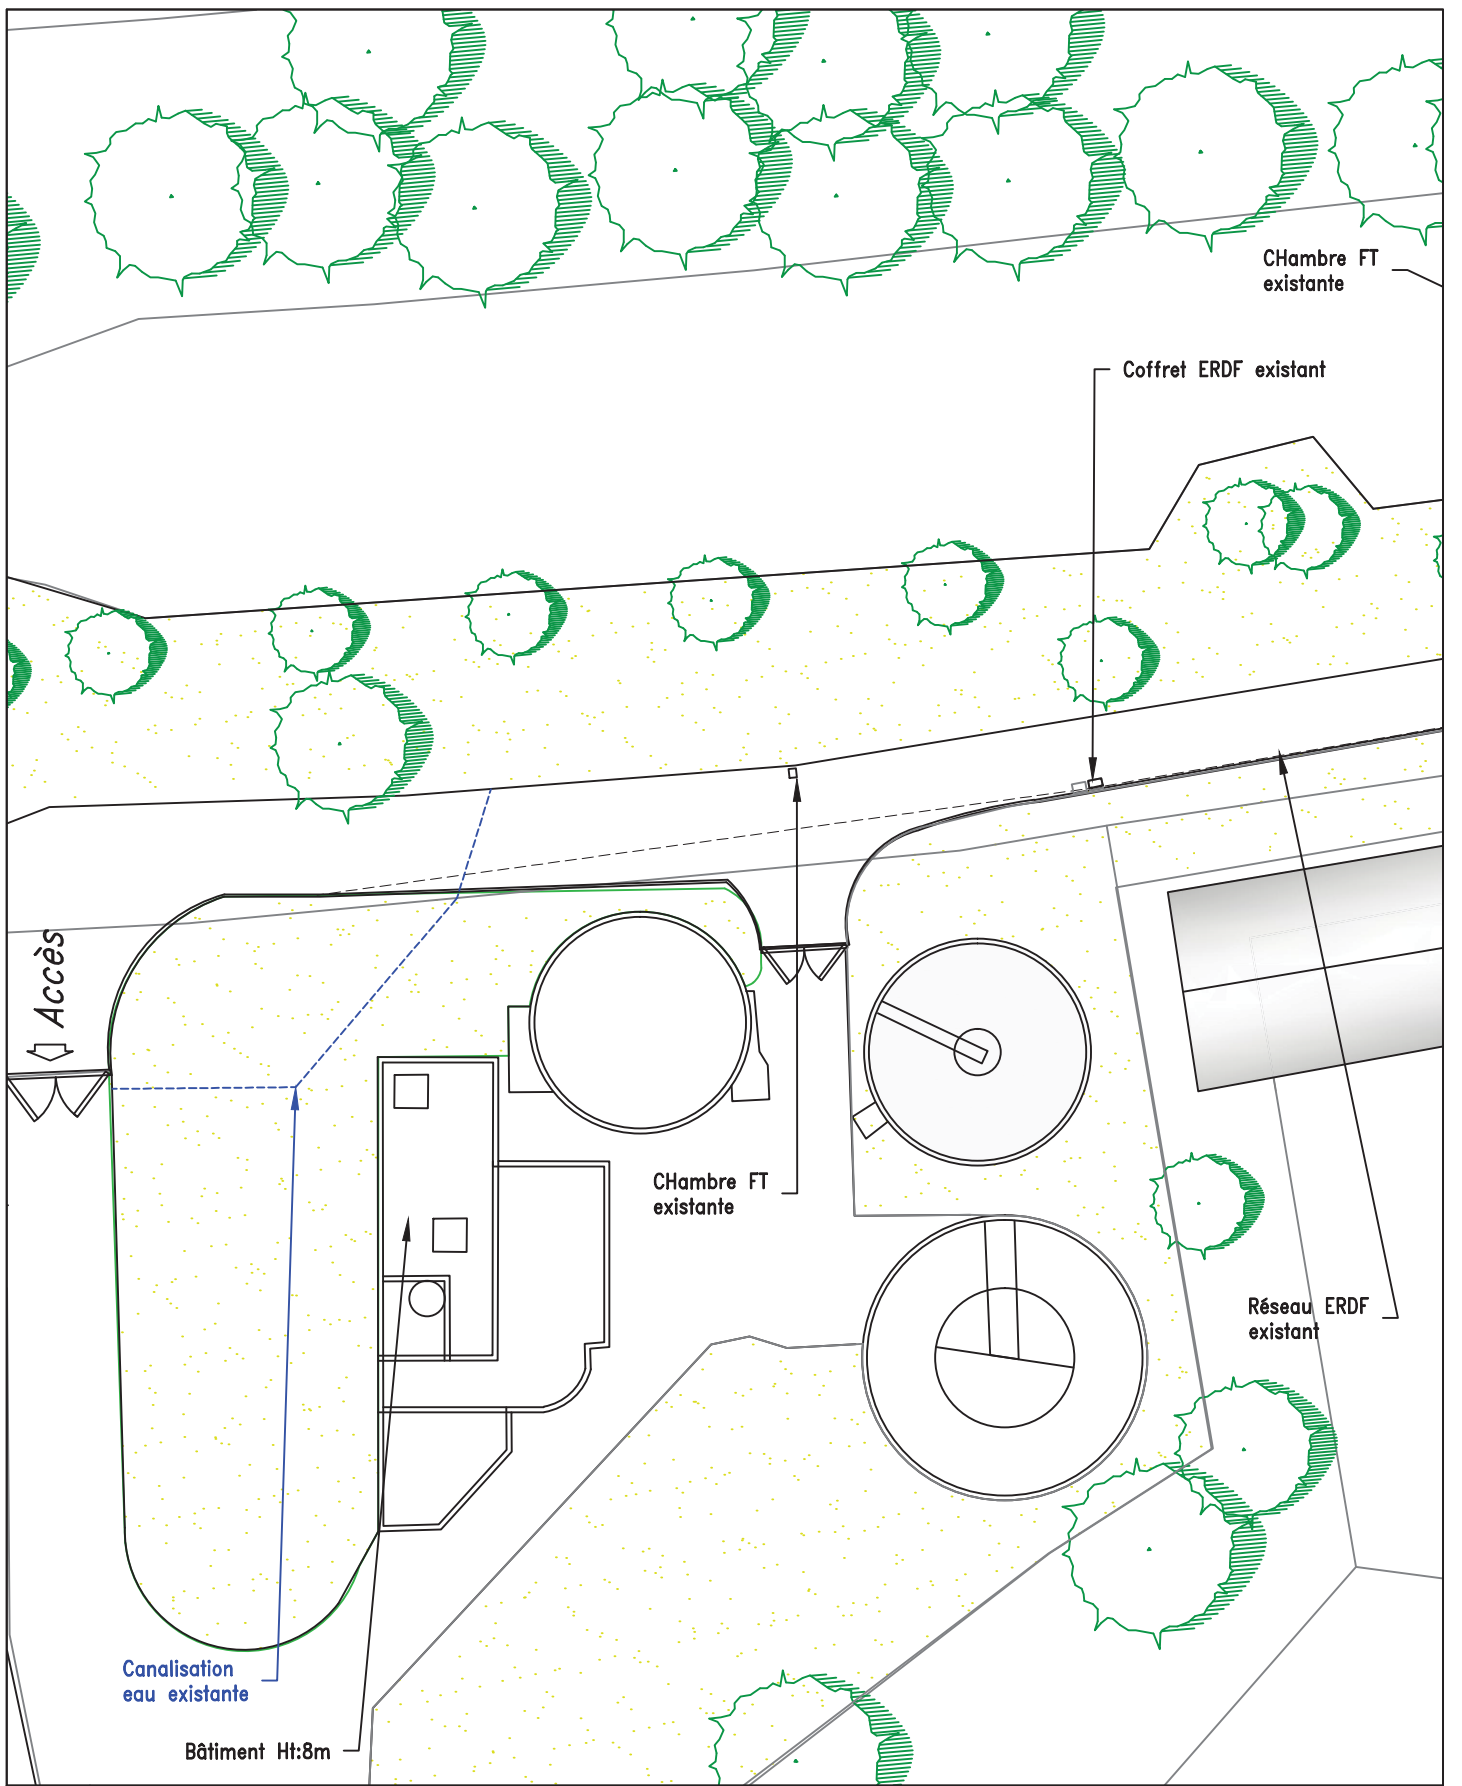 CHambre FT
existante
Coffret ERDF existant
Accès
CHambre FT
existante
Réseau ERDF
existant
Canalisation
eau existante
Bâtiment Ht:8m